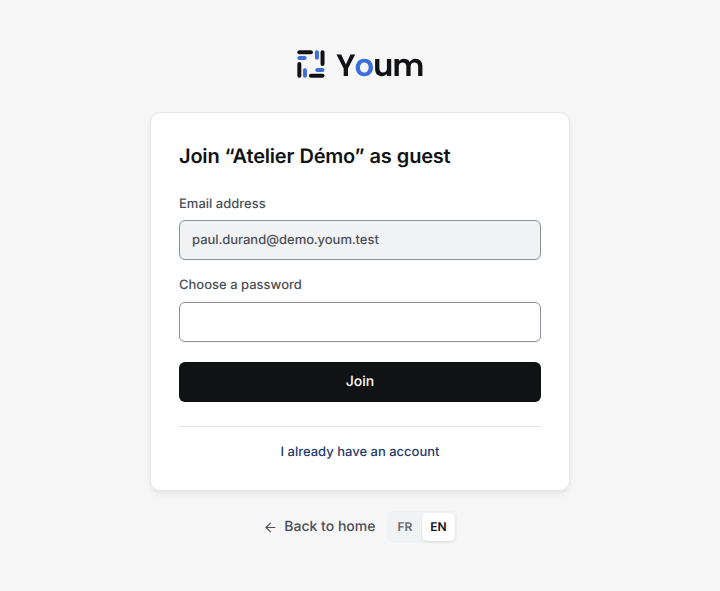 Youm
Join “Atelier Démo” as guest
Email address
paul.durand@demo.youm.test
Choose a password
Join
I already have an account
← Back to home FR EN